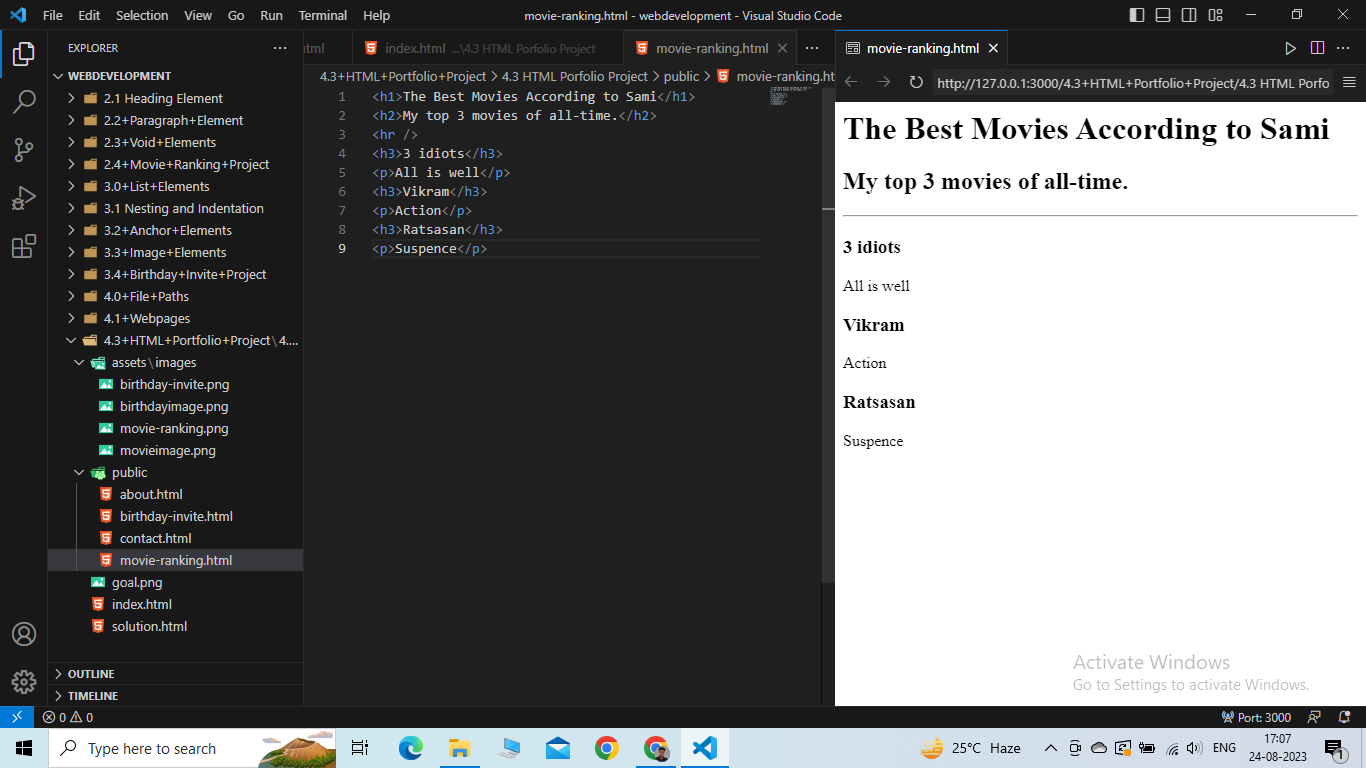 File Edit Selection View Go Run Terminal Help
movie-ranking.html - webdevelopment - Visual Studio Code
EXPLORER
WEBDEVELOPMENT
2.1 Heading Element
2.2+Paragraph+Element
2.3+Void+Elements
2.4+Movie+Ranking+Project
3.0+List+Elements
3.1 Nesting and Indentation
3.2+Anchor+Elements
3.3+Image+Elements
3.4+Birthday+Invite+Project
4.0+File+Paths
4.1+Webpages
4.3+HTML+Portfolio+Project\4....
assets\images
birthday-invite.png
birthdayimage.png
movie-ranking.png
movieimage.png
public
about.html
birthday-invite.html
contact.html
movie-ranking.html
goal.png
index.html
solution.html
OUTLINE
TIMELINE
html index.html ...\4.3 HTML Porfolio Project movie-ranking.html
4.3+HTML+Portfolio+Project > 4.3 HTML Porfolio Project > public > movie-ranking.ht
1 <h1>The Best Movies According to Sami</h1>
2 <h2>My top 3 movies of all-time.</h2>
3 <hr />
4 <h3>3 idiots</h3>
5 <p>All is well</p>
6 <h3>Vikram</h3>
7 <p>Action</p>
8 <h3>Ratsasan</h3>
9 <p>Suspence</p>
movie-ranking.html
http://127.0.0.1:3000/4.3+HTML+Portfolio+Project/4.3 HTML Porfo
The Best Movies According to Sami
My top 3 movies of all-time.
3 idiots
All is well
Vikram
Action
Ratsasan
Suspence
Activate Windows
Go to Settings to activate Windows.
0 0
Port: 3000
Type here to search
25°C Haze
ENG
17:07
24-08-2023
1